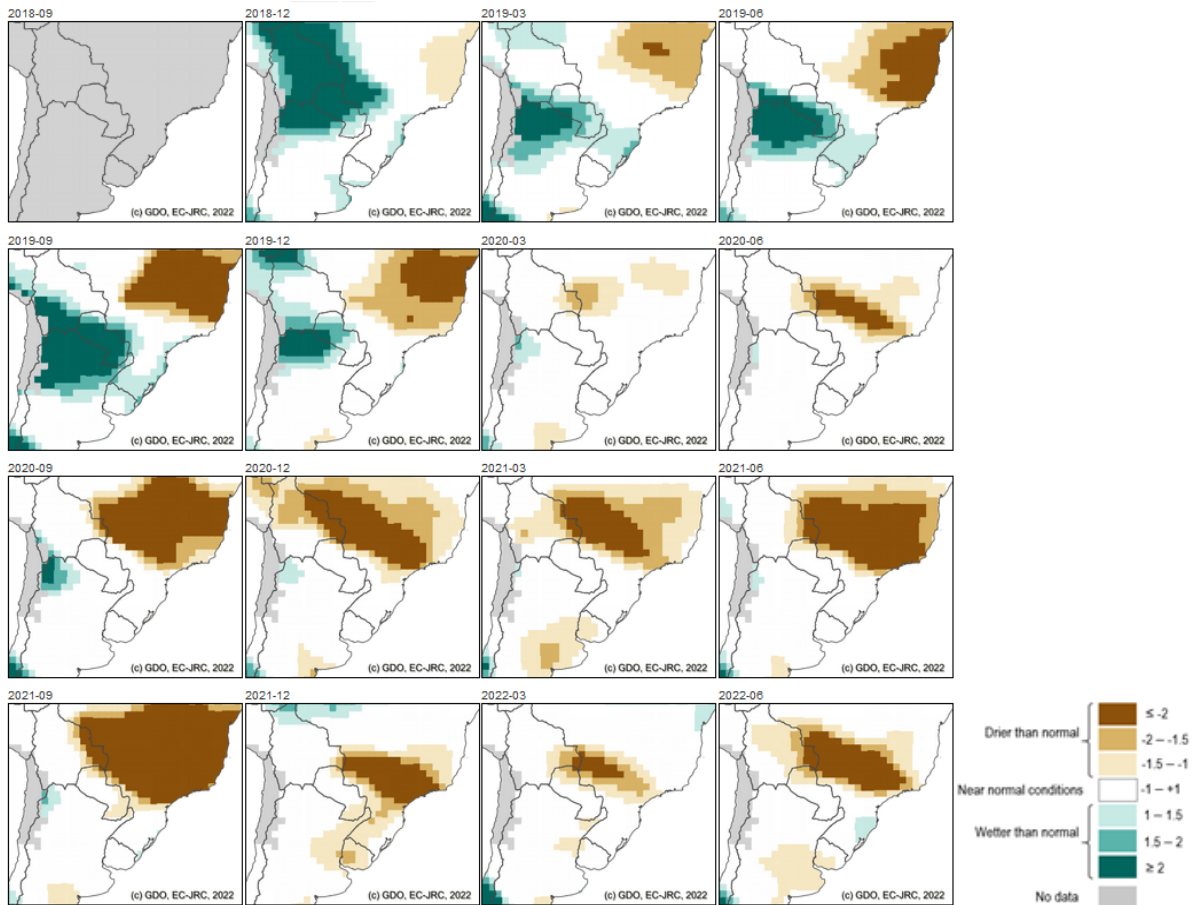 2018-09
2018-12
2019-03
2019-06
(c) GDO, EC-JRC, 2022
(c) GDO, EC-JRC, 2022
(c) GDO, EC-JRC, 2022
(c) GDO, EC-JRC, 2022
2019-09
2019-12
2020-03
2020-06
(c) GDO, EC-JRC, 2022
(c) GDO, EC-JRC, 2022
(c) GDO, EC-JRC, 2022
(c) GDO, EC-JRC, 2022
2020-09
2020-12
2021-03
2021-06
(c) GDO, EC-JRC, 2022
(c) GDO, EC-JRC, 2022
(c) GDO, EC-JRC, 2022
(c) GDO, EC-JRC, 2022
2021-09
2021-12
2022-03
2022-06
(c) GDO, EC-JRC, 2022
(c) GDO, EC-JRC, 2022
(c) GDO, EC-JRC, 2022
(c) GDO, EC-JRC, 2022
Drier than normal
≤ -2
-2 – -1.5
-1.5 – -1
Near normal conditions
-1 – +1
Wetter than normal
1 – 1.5
1.5 – 2
≥ 2
No data